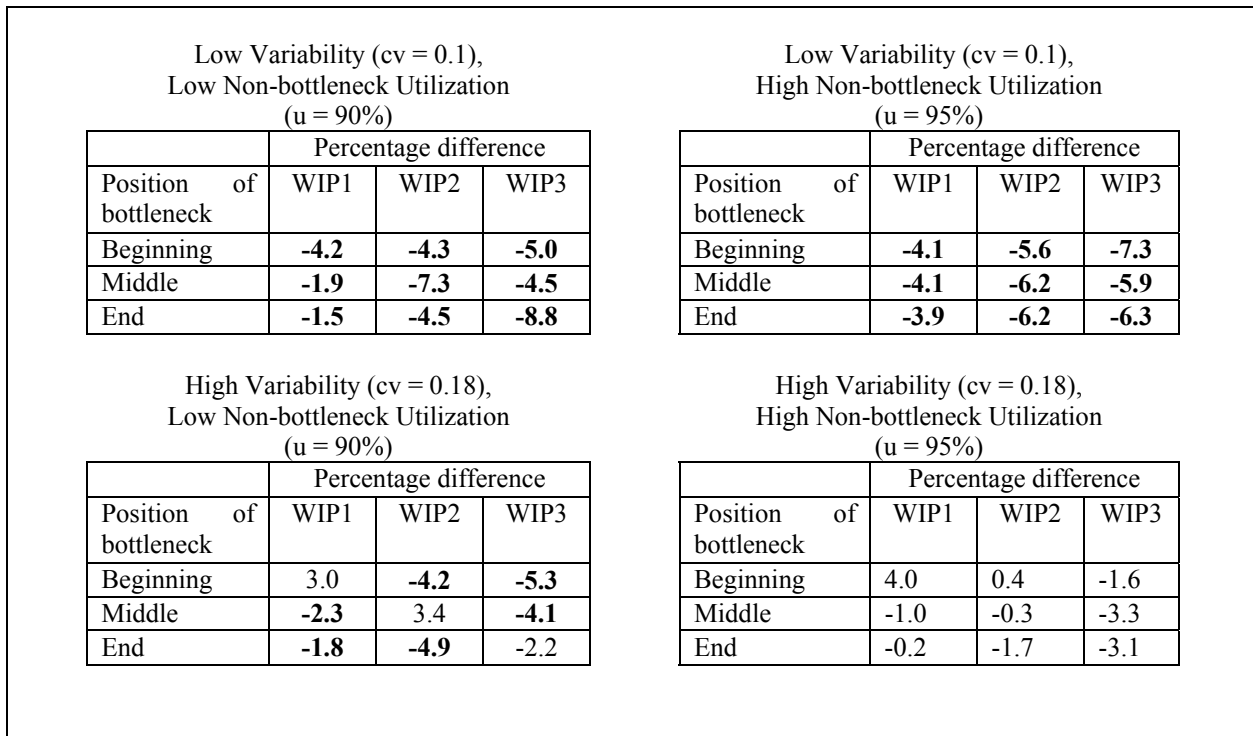 Low Variability (cv = 0.1),
Low Non-bottleneck Utilization
(u = 90%)
Percentage difference
Position of bottleneck WIP1 WIP2 WIP3
Beginning -4.2 -4.3 -5.0
Middle -1.9 -7.3 -4.5
End -1.5 -4.5 -8.8
Low Variability (cv = 0.1),
High Non-bottleneck Utilization
(u = 95%)
Percentage difference
Position of bottleneck WIP1 WIP2 WIP3
Beginning -4.1 -5.6 -7.3
Middle -4.1 -6.2 -5.9
End -3.9 -6.2 -6.3
High Variability (cv = 0.18),
Low Non-bottleneck Utilization
(u = 90%)
Percentage difference
Position of bottleneck WIP1 WIP2 WIP3
Beginning 3.0 -4.2 -5.3
Middle -2.3 3.4 -4.1
End -1.8 -4.9 -2.2
High Variability (cv = 0.18),
High Non-bottleneck Utilization
(u = 95%)
Percentage difference
Position of bottleneck WIP1 WIP2 WIP3
Beginning 4.0 0.4 -1.6
Middle -1.0 -0.3 -3.3
End -0.2 -1.7 -3.1